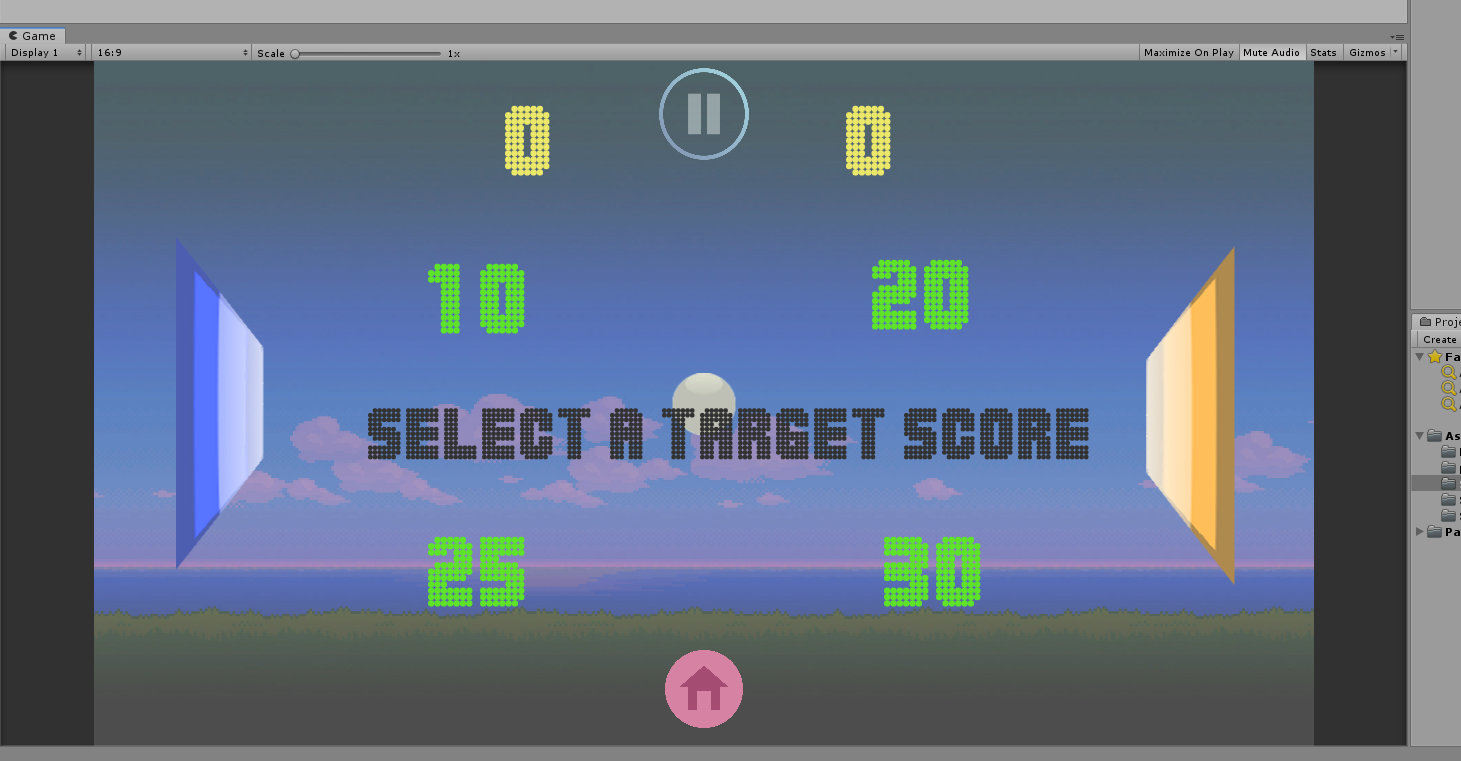 Game
Display 1 16:9 Scale 1x Maximize On Play Mute Audio Stats Gizmos
0 0
10 20
SELECT A TARGET SCORE
25 30
Create